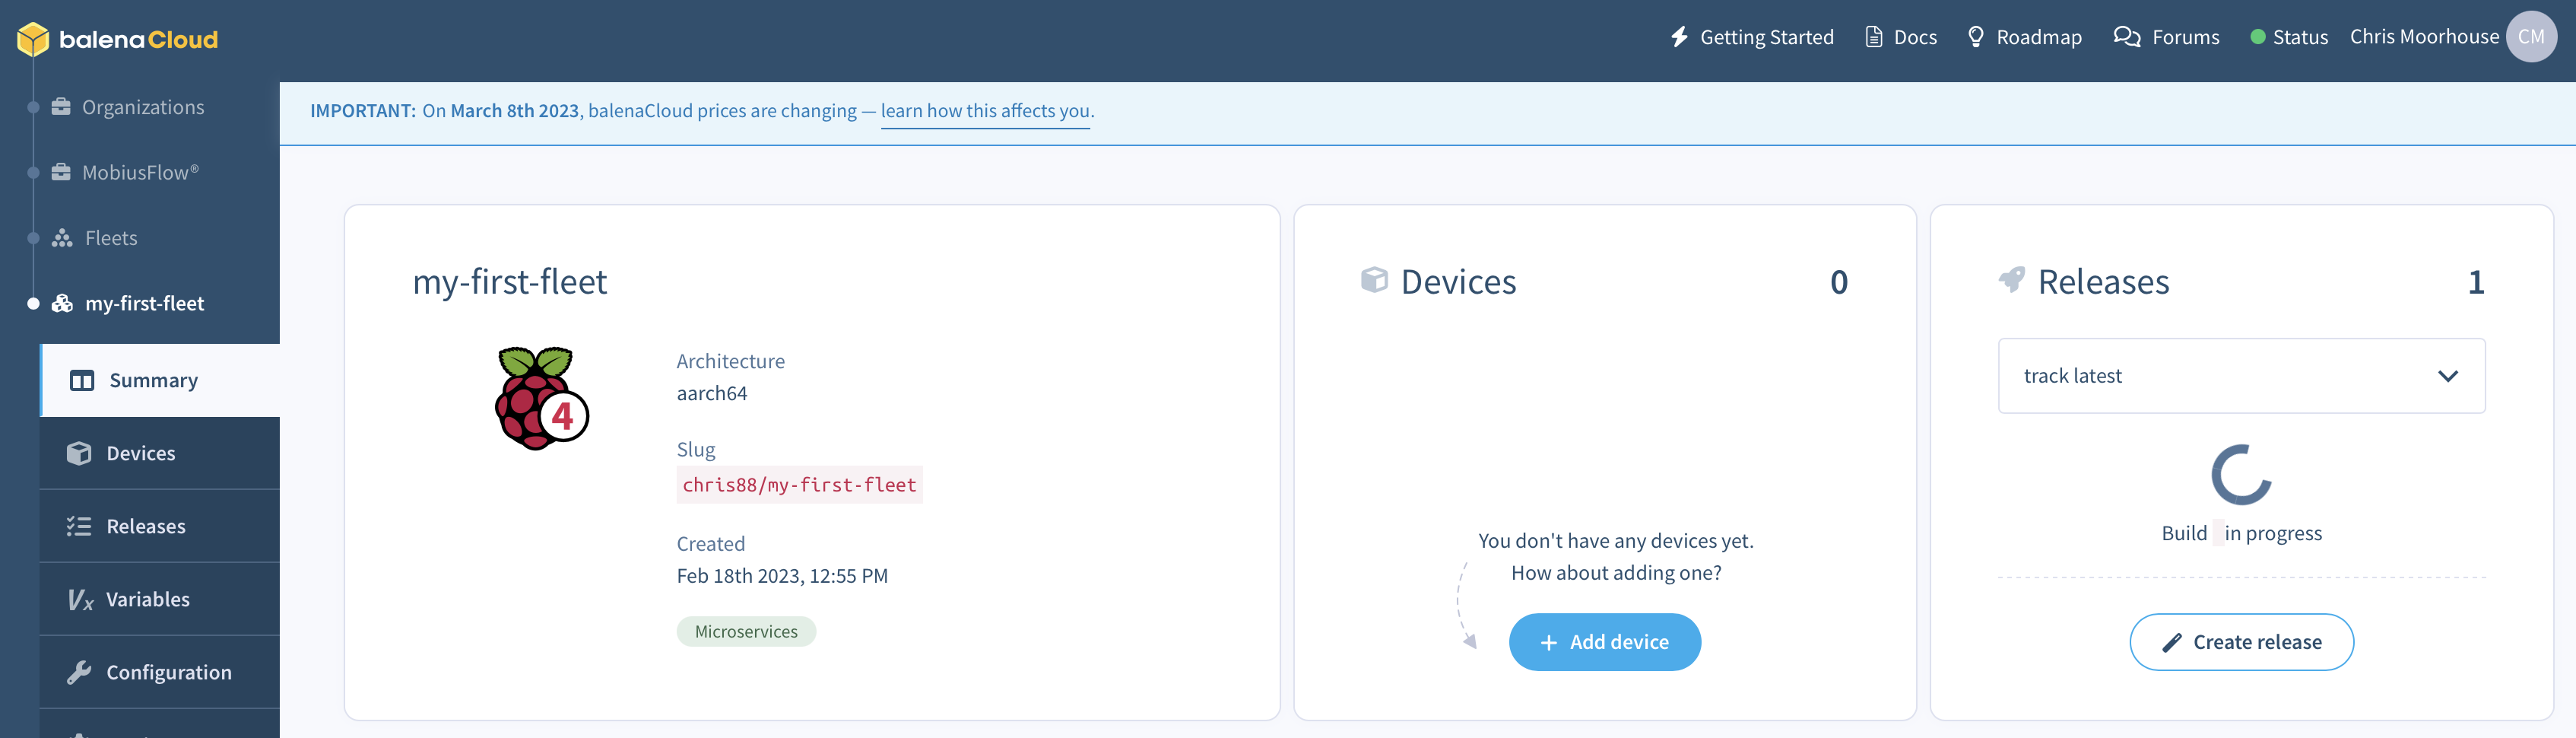 balenaCloud
Getting Started
Docs
Roadmap
Forums
Status
Chris Moorhouse
CM
Organizations
MobiusFlow®
Fleets
my-first-fleet
Summary
Devices
Releases
Variables
Configuration
IMPORTANT: On March 8th 2023, balenaCloud prices are changing — learn how this affects you.
my-first-fleet
4
Architecture
aarch64
Slug
chris88/my-first-fleet
Created
Feb 18th 2023, 12:55 PM
Microservices
Devices 0
You don't have any devices yet.
How about adding one?
+ Add device
Releases 1
track latest
Build in progress
Create release